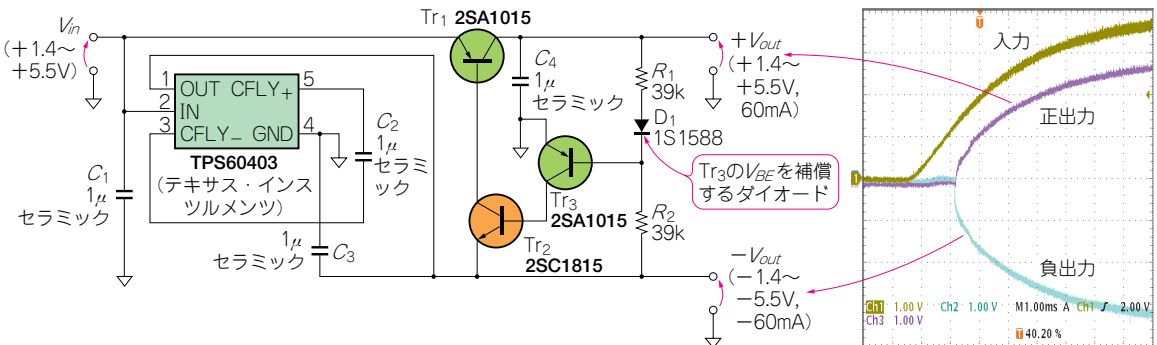 Tr₁ 2SA1015
V_in
(+1.4〜
+5.5V)
1 OUT CFLY+ 5
2 IN
3 CFLY− GND 4
TPS60403
(テキサス・インス
ツルメンツ)
C₁
1μ
セラミック
C₂
1μ
セラミ
ック
1μ
セラミック
C₃
C₄
1μ
セラミック
R₁
39k
D₁
1S1588
Tr₃のV_BEを補償
するダイオード
Tr₃
2SA1015
Tr₂
2SC1815
R₂
39k
+V_out
(+1.4〜
+5.5V,
60mA)
−V_out
(−1.4〜
−5.5V,
−60mA)
T
入力
正出力
1
負出力
Ch1 1.00 V Ch2 1.00 V M1.00ms A Ch1 ƒ 2.00 V
Ch3 1.00 V
T 40.20 %